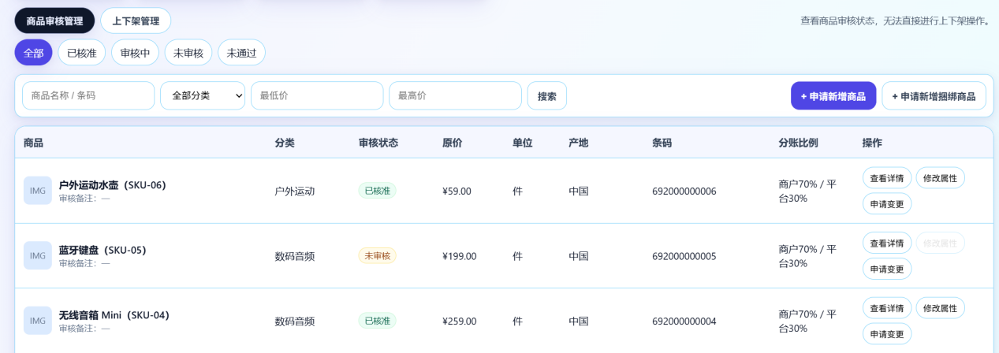 商品审核管理 上下架管理 查看商品审核状态，无法直接进行上下架操作。
全部 已核准 审核中 未审核 未通过
商品名称 / 条码 全部分类 最低价 最高价 搜索 + 申请新增商品 + 申请新增捆绑商品
商品 分类 审核状态 原价 单位 产地 条码 分账比例 操作
IMG 户外运动水壶（SKU-06） 户外运动 已核准 ¥59.00 件 中国 692000000006 商户70% / 平 查看详情 修改属性
审核备注：— 台30% 申请变更
IMG 蓝牙键盘（SKU-05） 数码音频 未审核 ¥199.00 件 中国 692000000005 商户70% / 平 查看详情 修改属性
审核备注：— 台30% 申请变更
IMG 无线音箱 Mini（SKU-04） 数码音频 已核准 ¥259.00 件 中国 692000000004 商户70% / 平 查看详情 修改属性
审核备注：— 台30% 申请变更